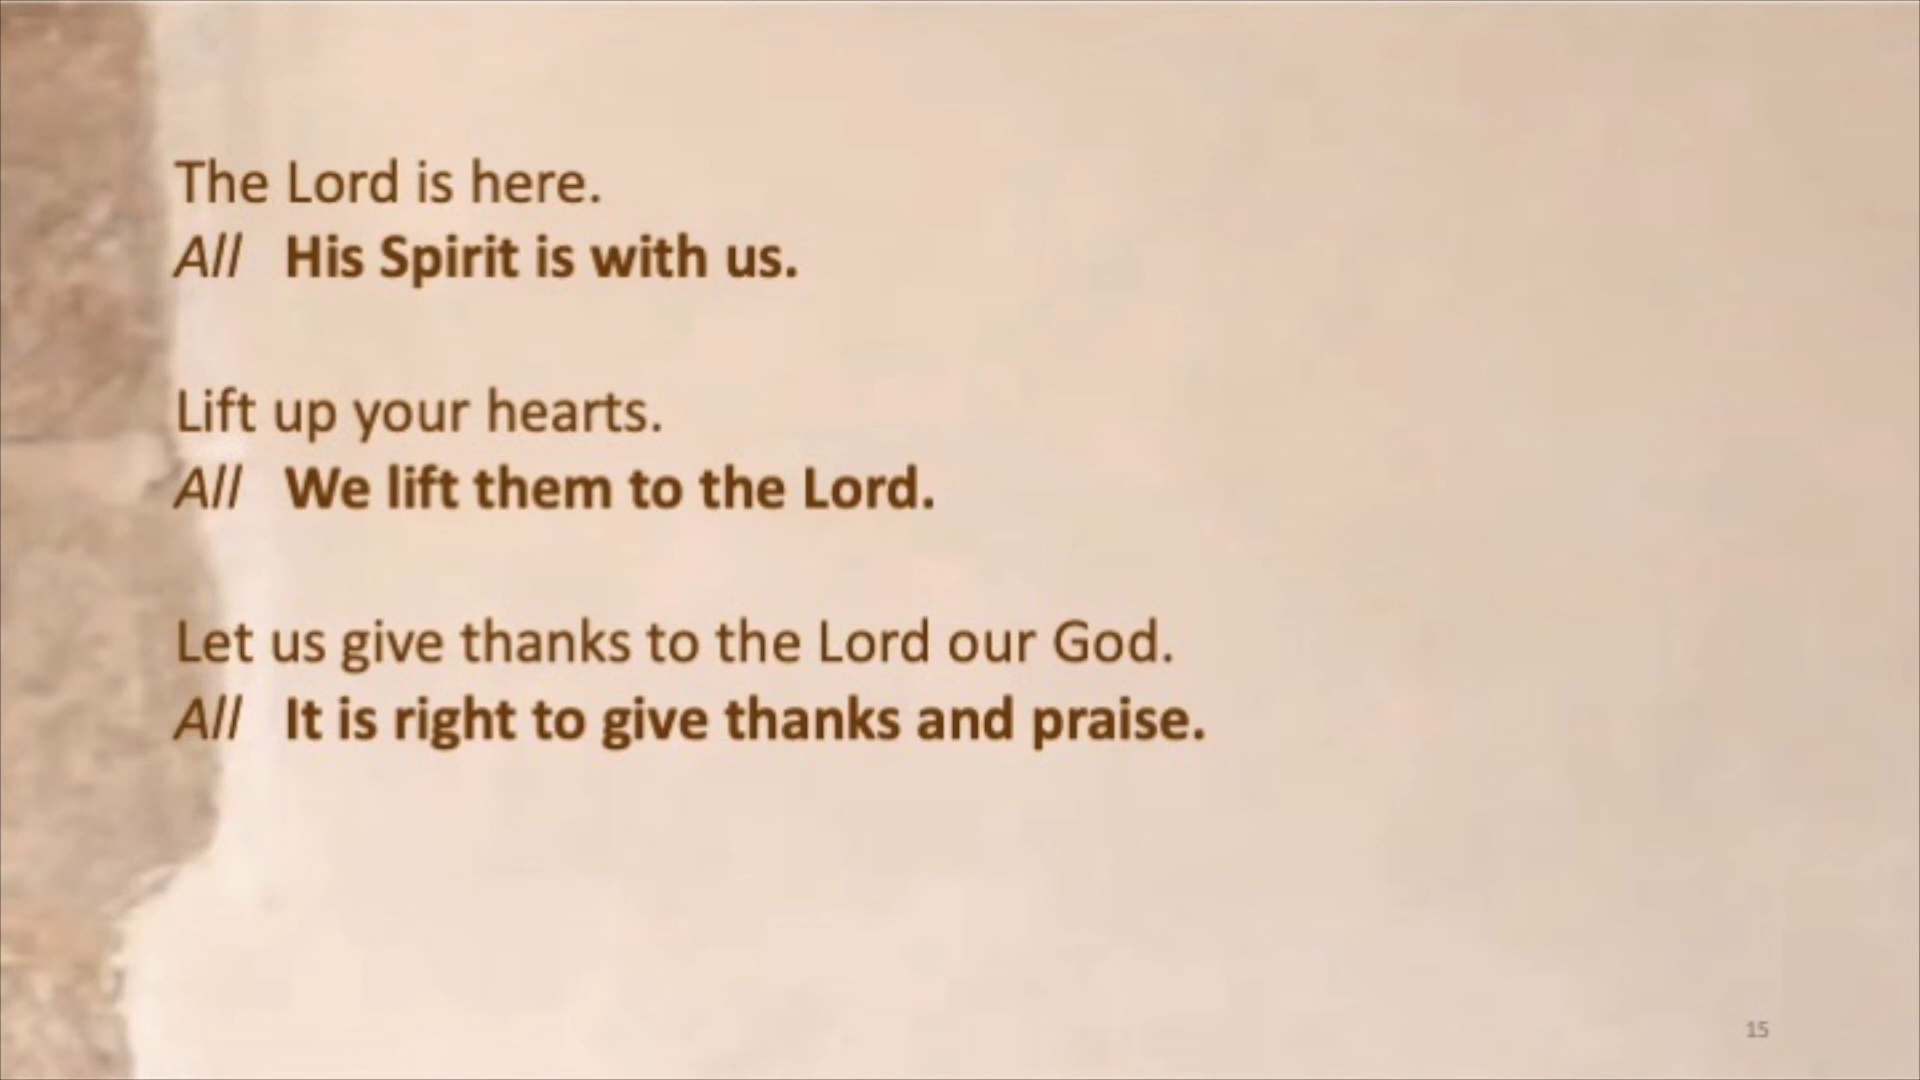 The Lord is here.
All His Spirit is with us.
Lift up your hearts.
All We lift them to the Lord.
Let us give thanks to the Lord our God.
All It is right to give thanks and praise.
15